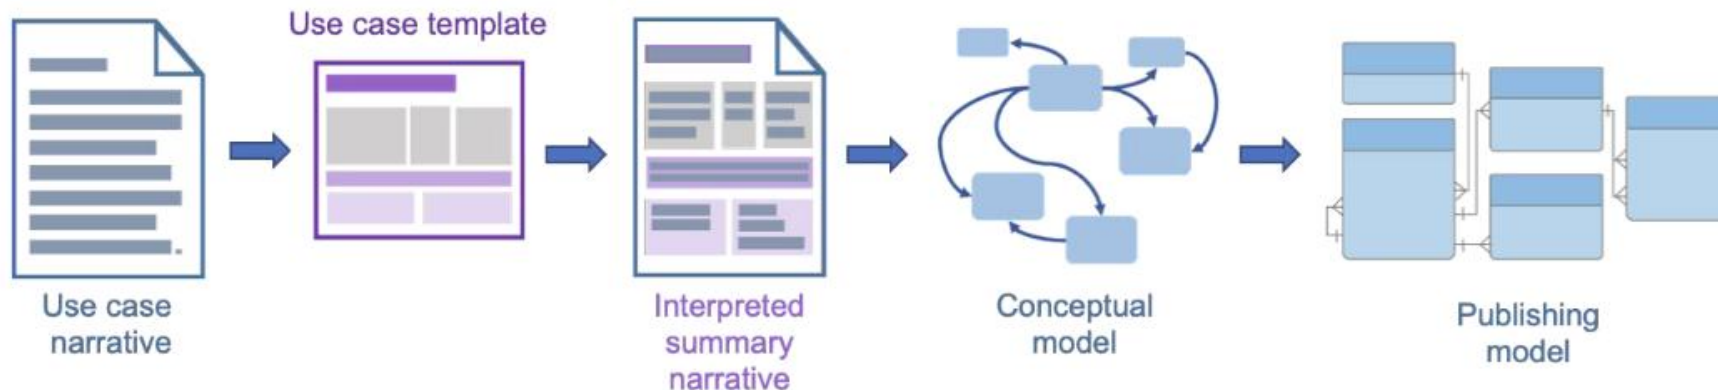 Use case template
Use case
narrative
Interpreted
summary
narrative
Conceptual
model
Publishing
model